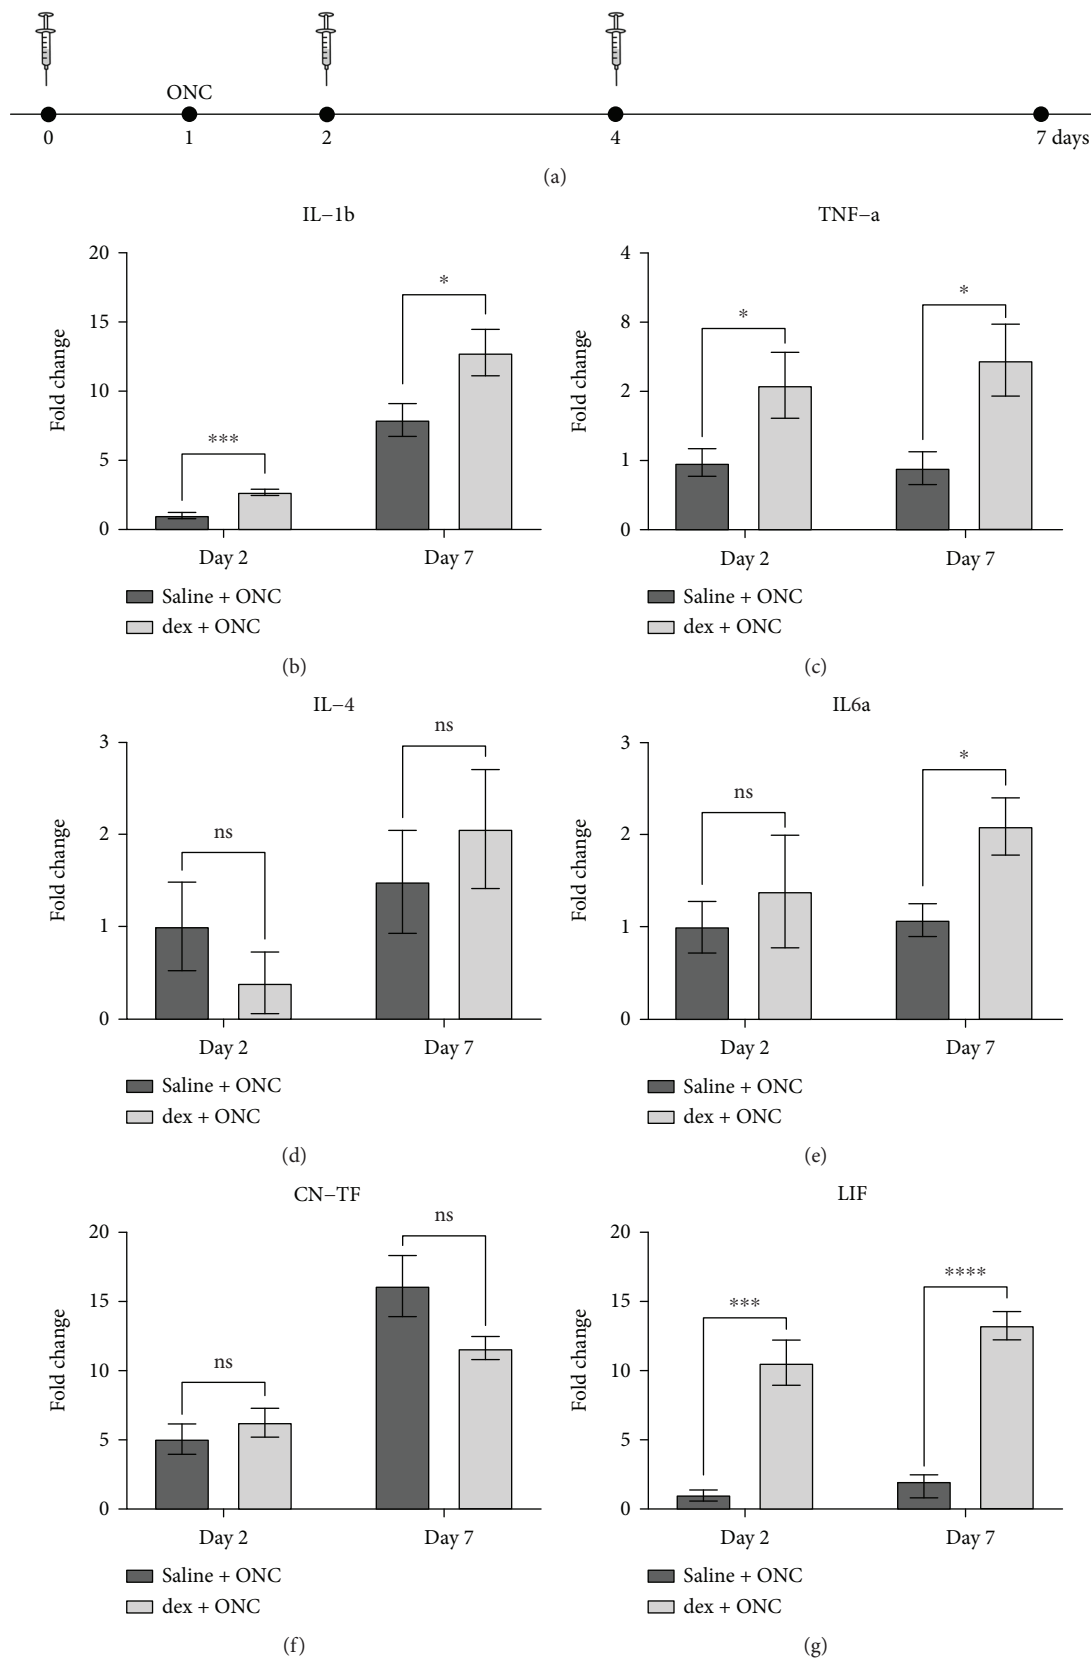 ONC
0 1 2 4 7 days
(a)
IL−1b
Fold change
20
15
10
5
0
***
*
Day 2 Day 7
Saline + ONC
dex + ONC
(b)
TNF−a
Fold change
4
8
2
1
0
*
*
Day 2 Day 7
Saline + ONC
dex + ONC
(c)
IL−4
Fold change
3
2
1
0
ns
ns
Day 2 Day 7
Saline + ONC
dex + ONC
(d)
IL6a
Fold change
3
2
1
0
ns
*
Day 2 Day 7
Saline + ONC
dex + ONC
(e)
CN−TF
Fold change
20
15
10
5
0
ns
ns
Day 2 Day 7
Saline + ONC
dex + ONC
(f)
LIF
Fold change
20
15
10
5
0
***
****
Day 2 Day 7
Saline + ONC
dex + ONC
(g)